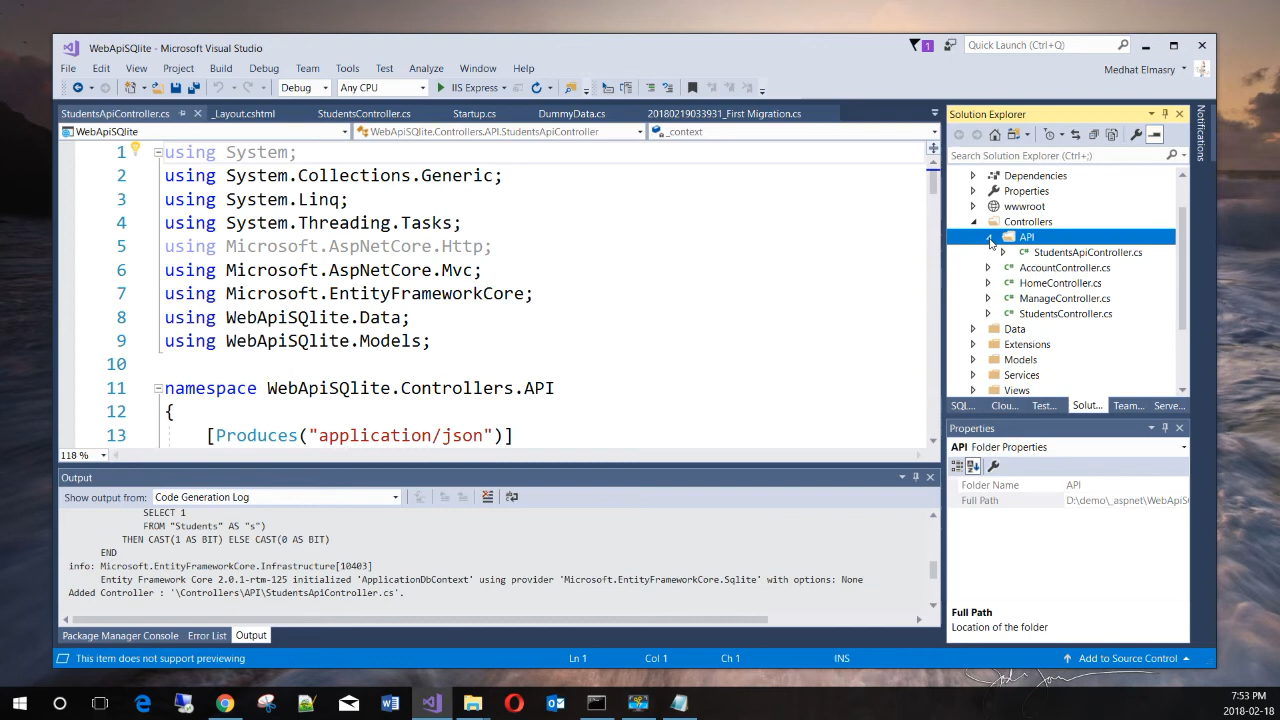 WebApiSQlite - Microsoft Visual Studio
1
Quick Launch (Ctrl+Q)
File Edit View Project Build Debug Team Tools Test Analyze Window Help
Medhat Elmasry
Debug Any CPU IIS Express
StudentsApiController.cs _Layout.cshtml StudentsController.cs Startup.cs DummyData.cs 20180219033931_First Migration.cs
WebApiSQlite WebApiSQlite.Controllers.API.StudentsApiController _context
1 using System;
2 using System.Collections.Generic;
3 using System.Linq;
4 using System.Threading.Tasks;
5 using Microsoft.AspNetCore.Http;
6 using Microsoft.AspNetCore.Mvc;
7 using Microsoft.EntityFrameworkCore;
8 using WebApiSQlite.Data;
9 using WebApiSQlite.Models;
10
11 namespace WebApiSQlite.Controllers.API
12 {
13 [Produces("application/json")]
118 %
Output
Show output from: Code Generation Log
SELECT 1
FROM "Students" AS "s")
THEN CAST(1 AS BIT) ELSE CAST(0 AS BIT)
END
info: Microsoft.EntityFrameworkCore.Infrastructure[10403]
Entity Framework Core 2.0.1-rtm-125 initialized 'ApplicationDbContext' using provider 'Microsoft.EntityFrameworkCore.Sqlite' with options: None
Added Controller : '\Controllers\API\StudentsApiController.cs'.
Package Manager Console Error List Output
Solution Explorer
Search Solution Explorer (Ctrl+;)
Dependencies
Properties
wwwroot
Controllers
API
StudentsApiController.cs
AccountController.cs
HomeController.cs
ManageController.cs
StudentsController.cs
Data
Extensions
Models
Services
Views
SQL... Clou... Test... Solut... Team... Serve...
Properties
API Folder Properties
Folder Name API
Full Path D:\demo\_aspnet\WebApiS
Full Path
Location of the folder
Notifications
This item does not support previewing Ln 1 Col 1 Ch 1 INS Add to Source Control
7:53 PM
2018-02-18